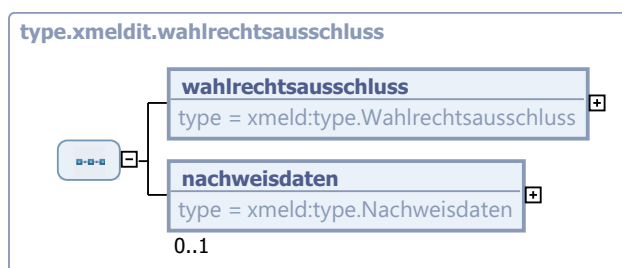 type.xmeldit.wahlrechtsausschluss
wahlrechtsausschluss
type = xmeld:type.Wahlrechtsausschluss
nachweisdaten
type = xmeld:type.Nachweisdaten
0..1